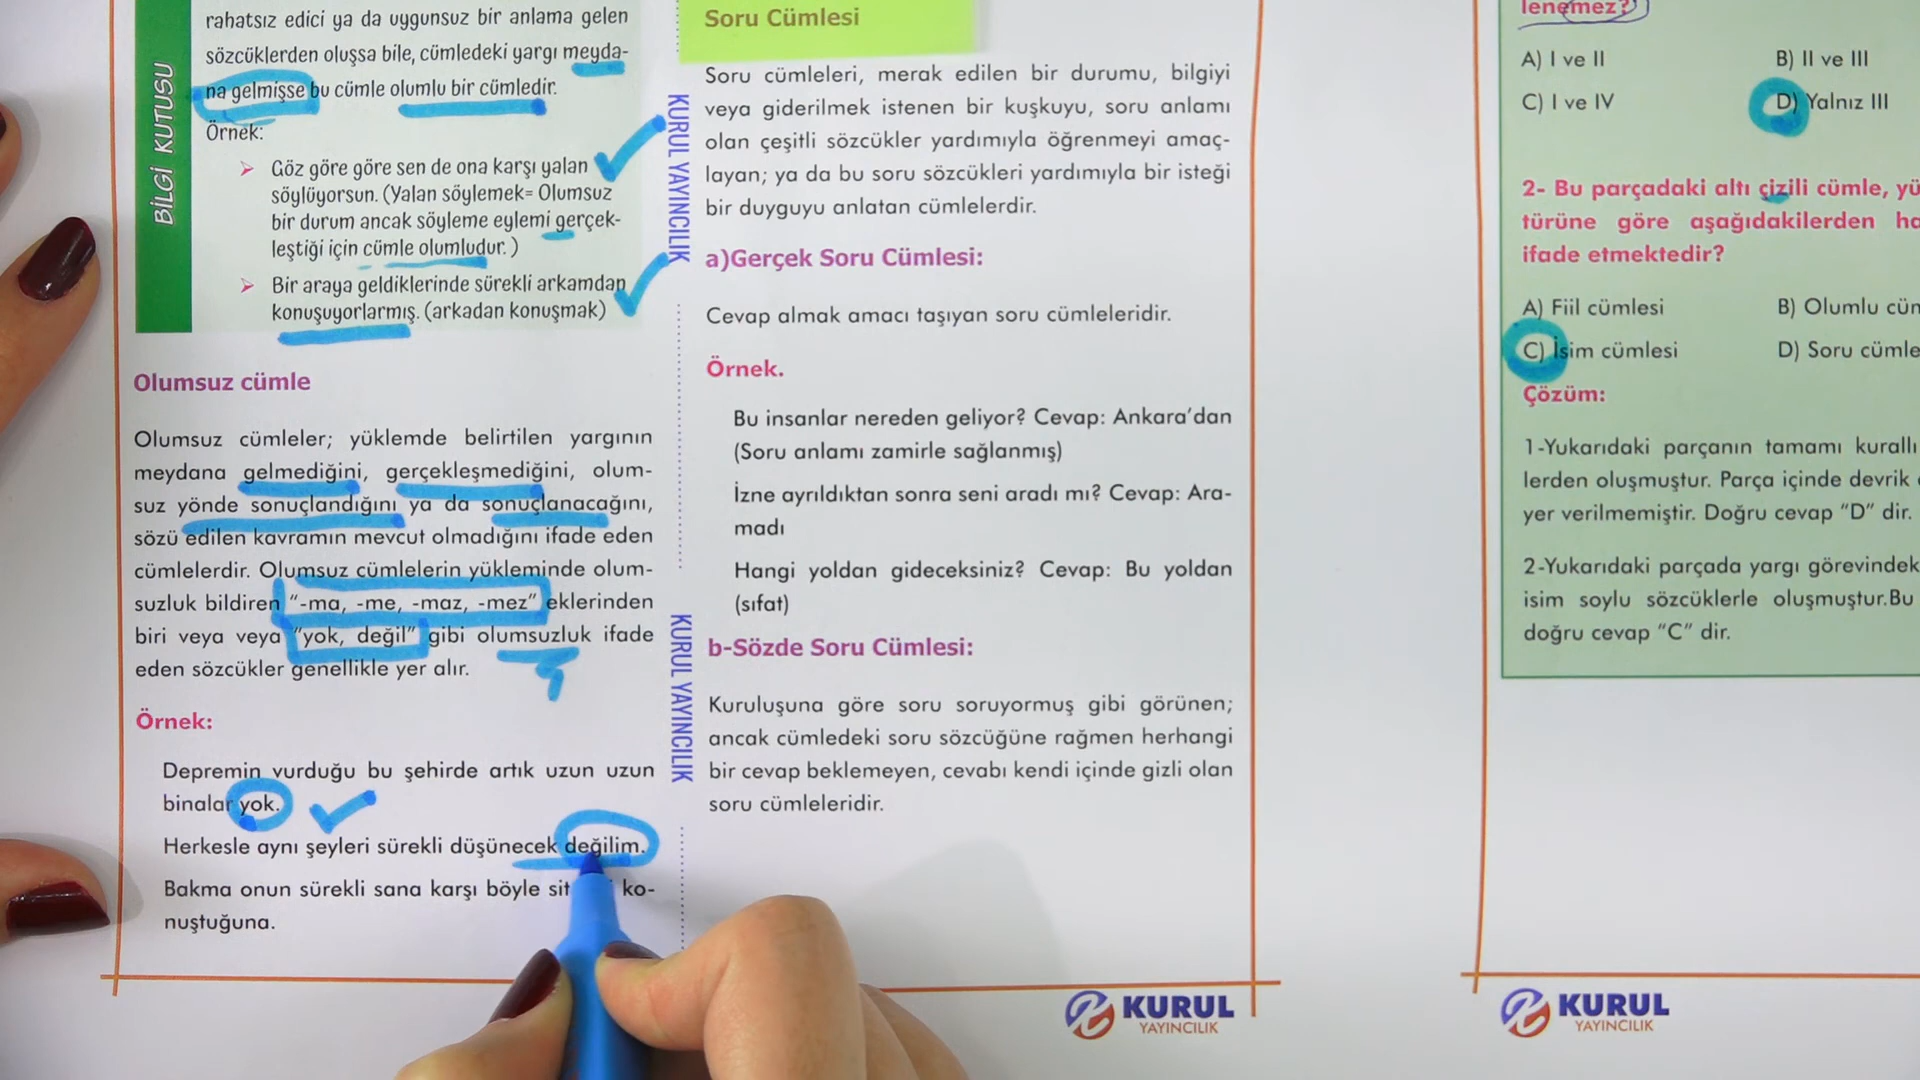 BİLGİ KUTUSU
rahatsız edici ya da uygunsuz bir anlama gelen
sözcüklerden oluşsa bile, cümledeki yargı meyda-
na gelmişse bu cümle olumlu bir cümledir.
Örnek:
Göz göre göre sen de ona karşı yalan
söylüyorsun. (Yalan söylemek= Olumsuz
bir durum ancak söyleme eylemi gerçek-
leştiği için cümle olumludur. )
Bir araya geldiklerinde sürekli arkamdan
konuşuyorlarmış. (arkadan konuşmak)
Olumsuz cümle
Olumsuz cümleler; yüklemde belirtilen yargının
meydana gelmediğini, gerçekleşmediğini, olum-
suz yönde sonuçlandığını ya da sonuçlanacağını,
sözü edilen kavramın mevcut olmadığını ifade eden
cümlelerdir. Olumsuz cümlelerin yükleminde olum-
suzluk bildiren "-ma, -me, -maz, -mez" eklerinden
biri veya veya "yok, değil" gibi olumsuzluk ifade
eden sözcükler genellikle yer alır.
Örnek:
Depremin vurduğu bu şehirde artık uzun uzun
binalar yok.
Herkesle aynı şeyleri sürekli düşünecek değilim.
Bakma onun sürekli sana karşı böyle sit ko-
nuştuğuna.
KURUL YAYINCILIK
KURUL YAYINCILIK
Soru Cümlesi
Soru cümleleri, merak edilen bir durumu, bilgiyi
veya giderilmek istenen bir kuşkuyu, soru anlamı
olan çeşitli sözcükler yardımıyla öğrenmeyi amaç-
layan; ya da bu soru sözcükleri yardımıyla bir isteği
bir duyguyu anlatan cümlelerdir.
a)Gerçek Soru Cümlesi:
Cevap almak amacı taşıyan soru cümleleridir.
Örnek.
Bu insanlar nereden geliyor? Cevap: Ankara'dan
(Soru anlamı zamirle sağlanmış)
İzne ayrıldıktan sonra seni aradı mı? Cevap: Ara-
madı
Hangi yoldan gideceksiniz? Cevap: Bu yoldan
(sıfat)
b-Sözde Soru Cümlesi:
Kuruluşuna göre soru soruyormuş gibi görünen;
ancak cümledeki soru sözcüğüne rağmen herhangi
bir cevap beklemeyen, cevabı kendi içinde gizli olan
soru cümleleridir.
KURUL
YAYINCILIK
lenemez?
A) I ve II B) II ve III
C) I ve IV D) Yalnız III
2- Bu parçadaki altı çizili cümle, yü
türüne göre aşağıdakilerden ha
ifade etmektedir?
A) Fiil cümlesi B) Olumlu cüm
C) İsim cümlesi D) Soru cümle
Çözüm:
1-Yukarıdaki parçanın tamamı kurallı
lerden oluşmuştur. Parça içinde devrik
yer verilmemiştir. Doğru cevap "D" dir.
2-Yukarıdaki parçada yargı görevindek
isim soylu sözcüklerle oluşmuştur.Bu
doğru cevap "C" dir.
KURUL
YAYINCILIK